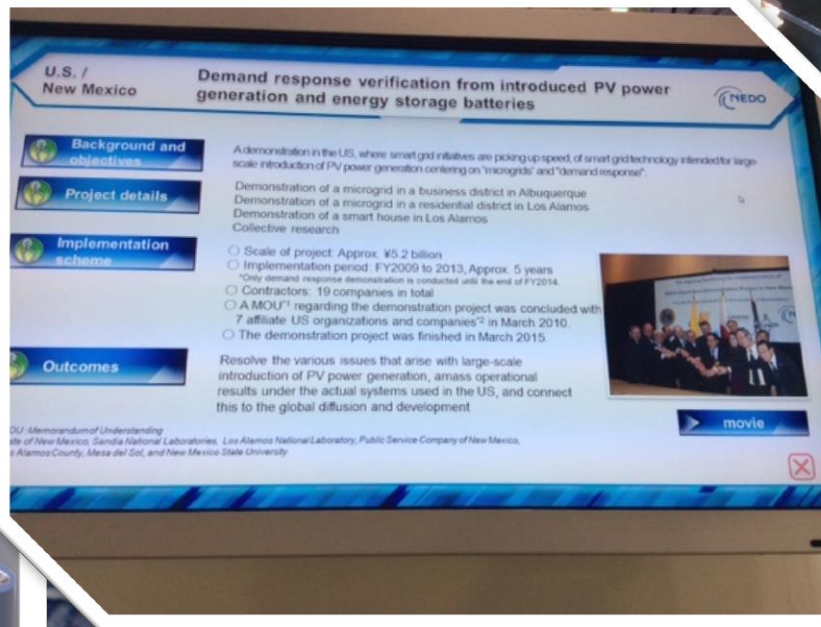 U.S. /
New Mexico
Demand response verification from introduced PV power
generation and energy storage batteries
NEDO
Background and
objectives
A demonstration in the US, where smart grid initiatives are picking up speed, of smart grid technology intended for large-
scale introduction of PV power generation centering on "microgrids" and "demand response".
Project details
Demonstration of a microgrid in a business district in Albuquerque
Demonstration of a microgrid in a residential district in Los Alamos
Demonstration of a smart house in Los Alamos
Collective research
Implementation
scheme
○ Scale of project: Approx. ¥5.2 billion
○ Implementation period: FY2009 to 2013, Approx. 5 years
*Only demand response demonstration is conducted until the end of FY2014.
○ Contractors: 19 companies in total
○ A MOU*1 regarding the demonstration project was concluded with
7 affiliate US organizations and companies*2 in March 2010.
○ The demonstration project was finished in March 2015.
Outcomes
Resolve the various issues that arise with large-scale
introduction of PV power generation, amass operational
results under the actual systems used in the US, and connect
this to the global diffusion and development
movie
OU :Memorandum of Understanding
ate of New Mexico, Sandia National Laboratories, Los Alamos National Laboratory, Public Service Company of New Mexico,
s Alamos County, Mesa del Sol, and New Mexico State University